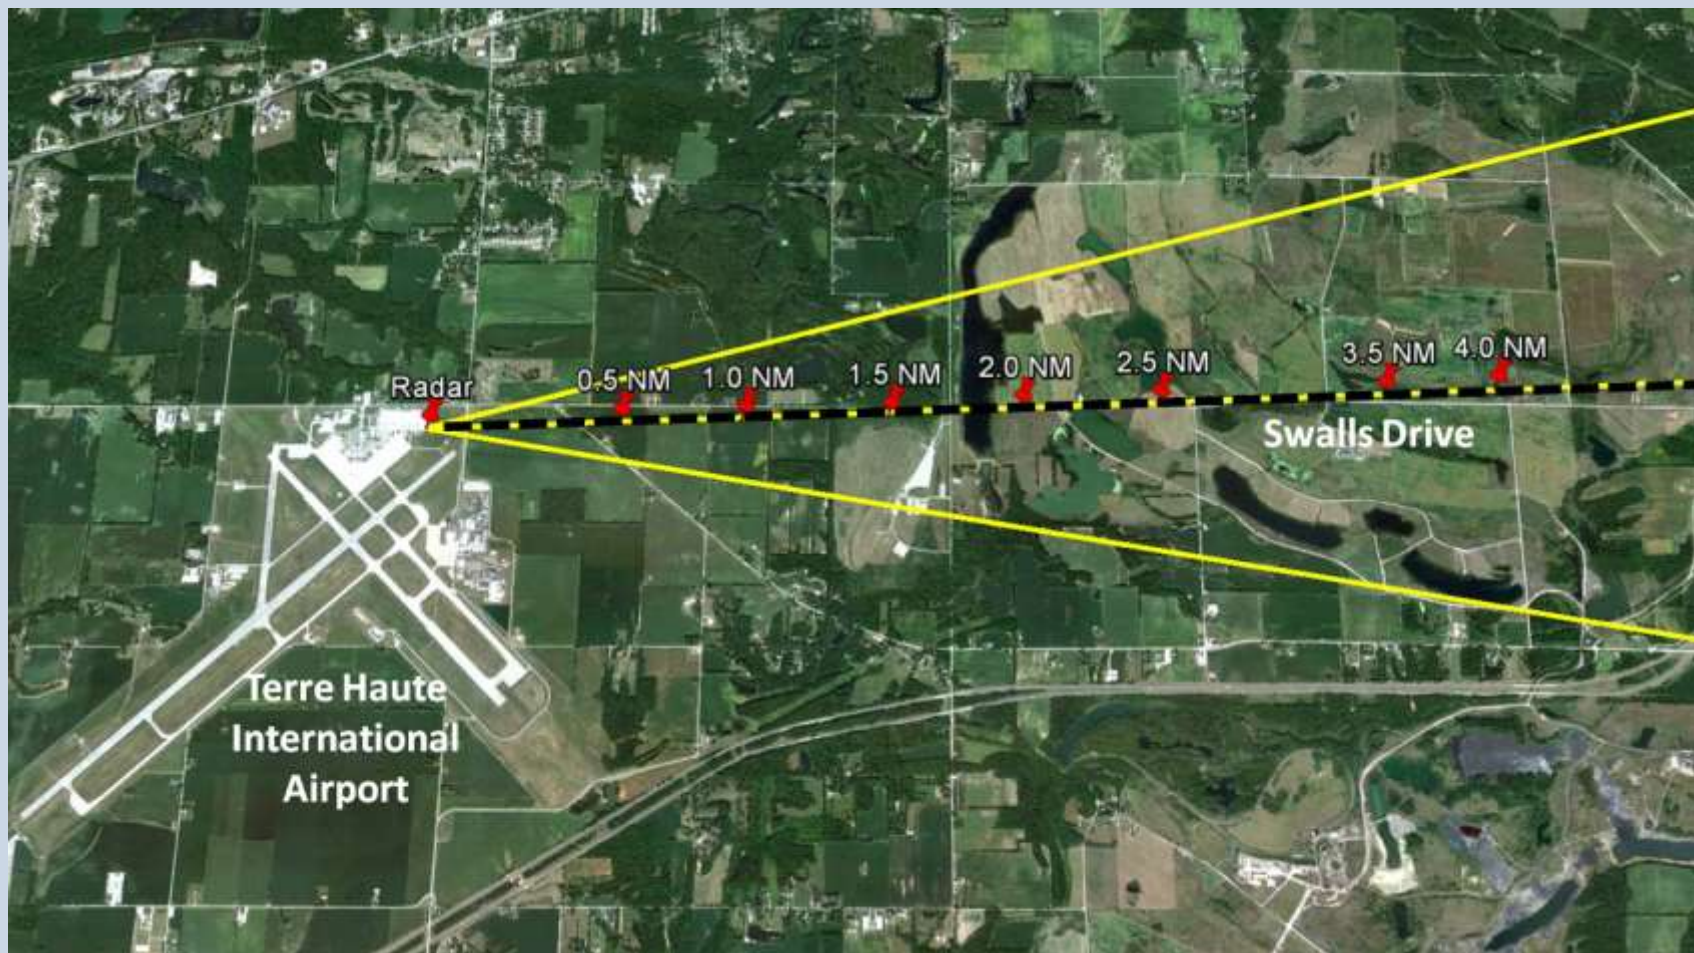 Radar
0.5 NM
1.0 NM
1.5 NM
2.0 NM
2.5 NM
3.5 NM
4.0 NM
Swalls Drive
Terre Haute
International
Airport